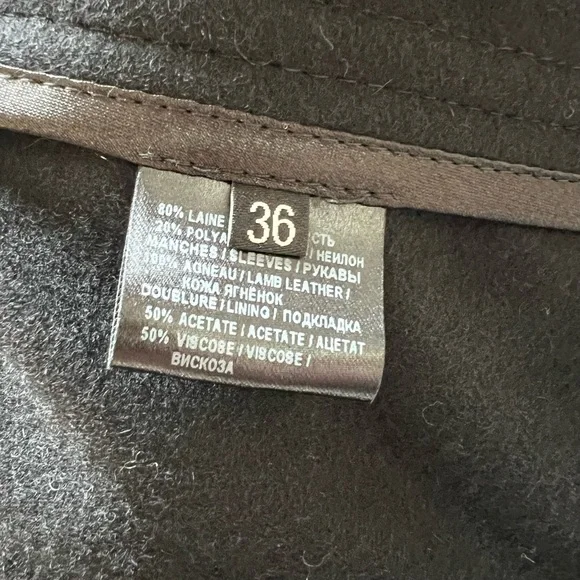 36
80% LAINE
20% POLYA
MANCHES / SLEEVES / РУКАВЫ
100% AGNEAU / LAMB LEATHER /
КОЖА ЯГНЁНОК
DOUBLURE / LINING / ПОДКЛАДКА
50% ACETATE / ACETATE / АЦЕТАТ
50% VISCOSE / VISCOSE /
ВИСКОЗА